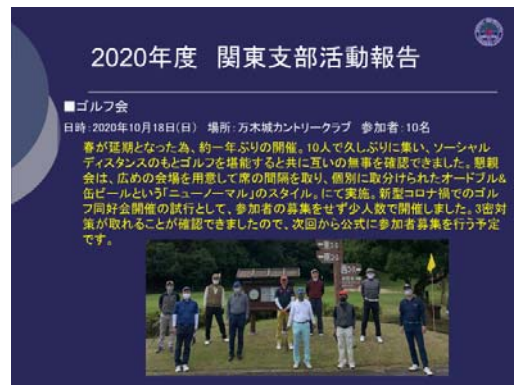 2020年度　関東支部活動報告
■ゴルフ会
日時:2020年10月18日(日)　場所:万木城カントリークラブ　参加者:10名
春が延期となった為、約一年ぶりの開催。10人で久しぶりに集い、ソーシャル
ディスタンスのもとゴルフを堪能すると共に互いの無事を確認できました。懇親
会は、広めの会場を用意して席の間隔を取り、個別に取分けられたオードブル&
缶ビールという「ニューノーマル」のスタイル。にて実施。新型コロナ禍でのゴル
フ同好会開催の試行として、参加者の募集をせず少人数で開催しました。3密対
策が取れることが確認できましたので、次回から公式に参加者募集を行う予定
です。